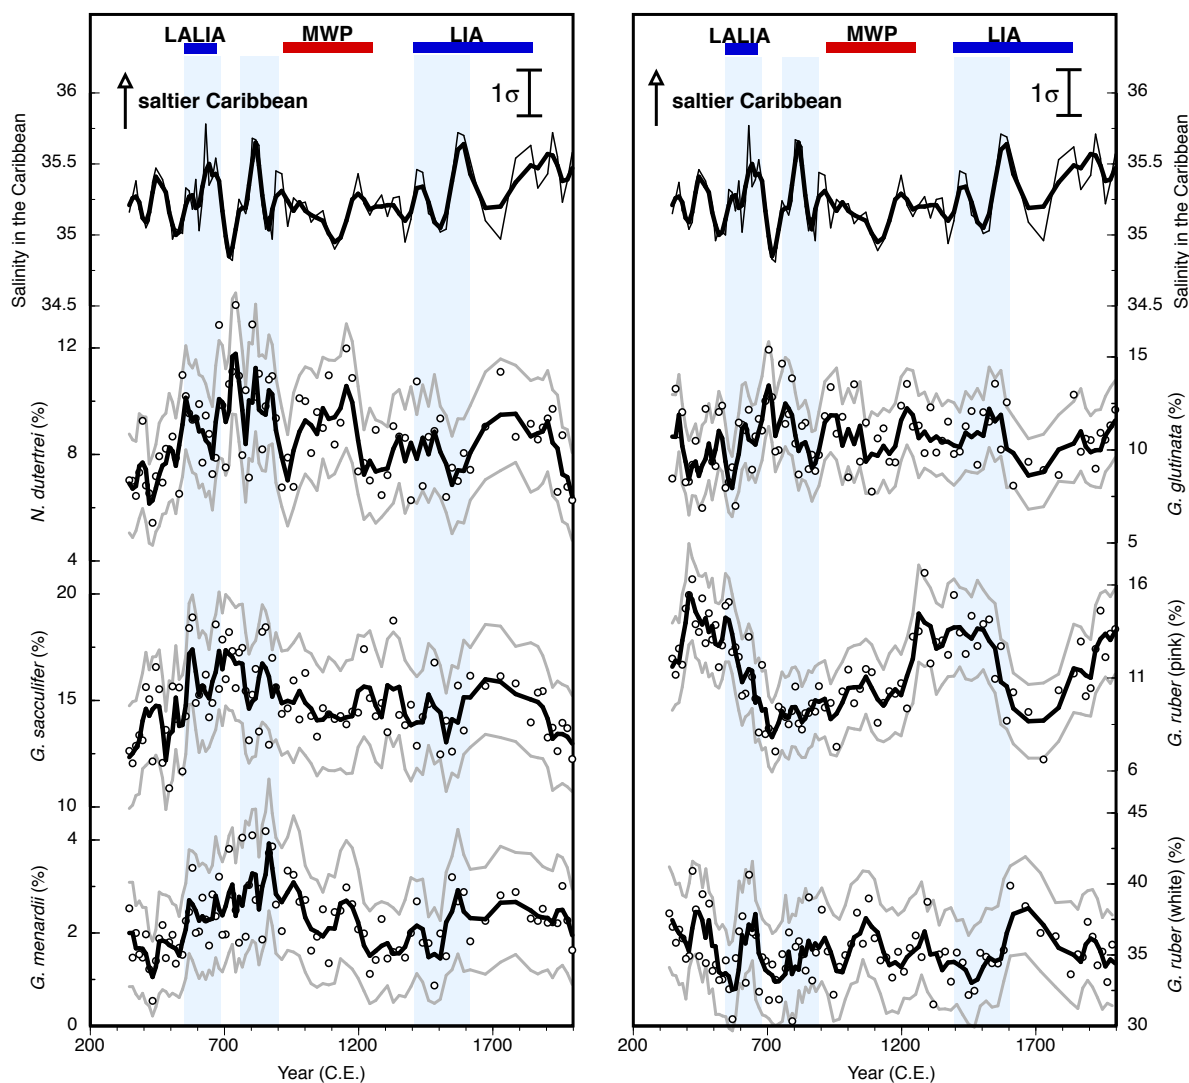 LALIA MWP LIA
saltier Caribbean 1σ
Salinity in the Caribbean
36
35.5
35
34.5
N. dutertrei (%)
12
8
4
G. sacculifer (%)
20
15
10
G. menardii (%)
4
2
0
200 700 1200 1700
Year (C.E.)
LALIA MWP LIA
saltier Caribbean 1σ
36
35.5
35
34.5
Salinity in the Caribbean
15
10
5
G. glutinata (%)
16
11
6
G. ruber (pink) (%)
45
40
35
30
G. ruber (white) (%)
200 700 1200 1700
Year (C.E.)